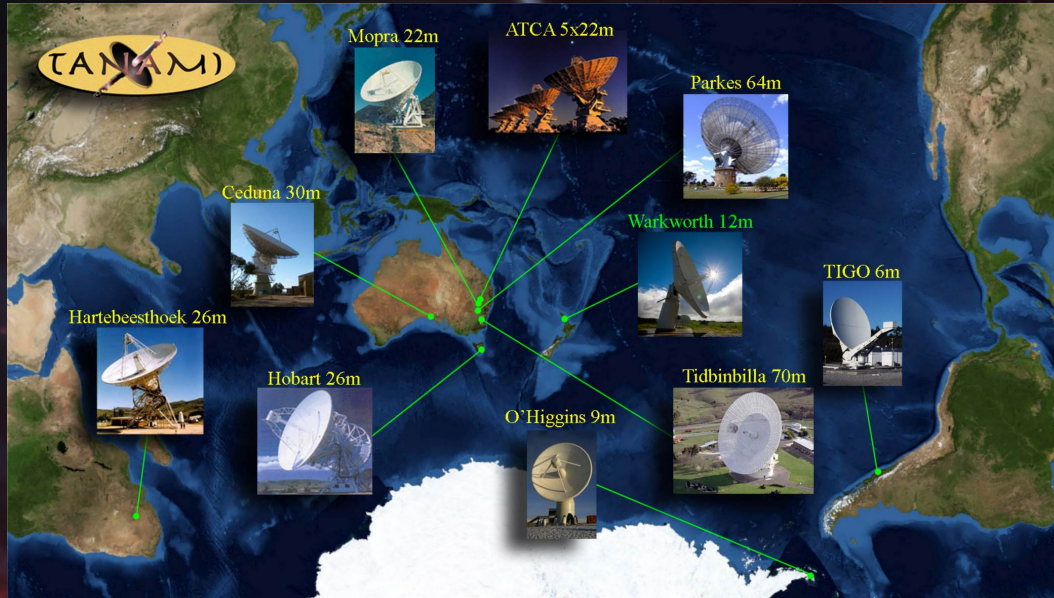 TANAMI
Mopra 22m
ATCA 5x22m
Parkes 64m
Ceduna 30m
Warkworth 12m
TIGO 6m
Hartebeesthoek 26m
Hobart 26m
Tidbinbilla 70m
O'Higgins 9m